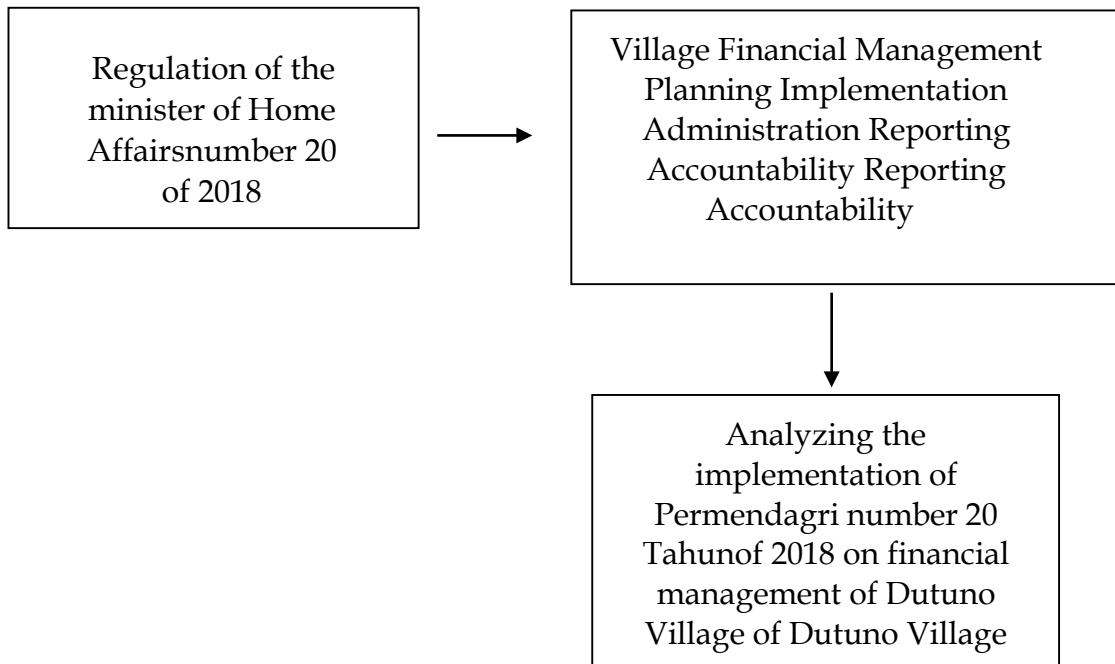 Regulation of the
minister of Home
Affairsnumber 20
of 2018
Village Financial Management
Planning Implementation
Administration Reporting
Accountability Reporting
Accountability
Analyzing the
implementation of
Permendagri number 20
Tahunof 2018 on financial
management of Dutuno
Village of Dutuno Village